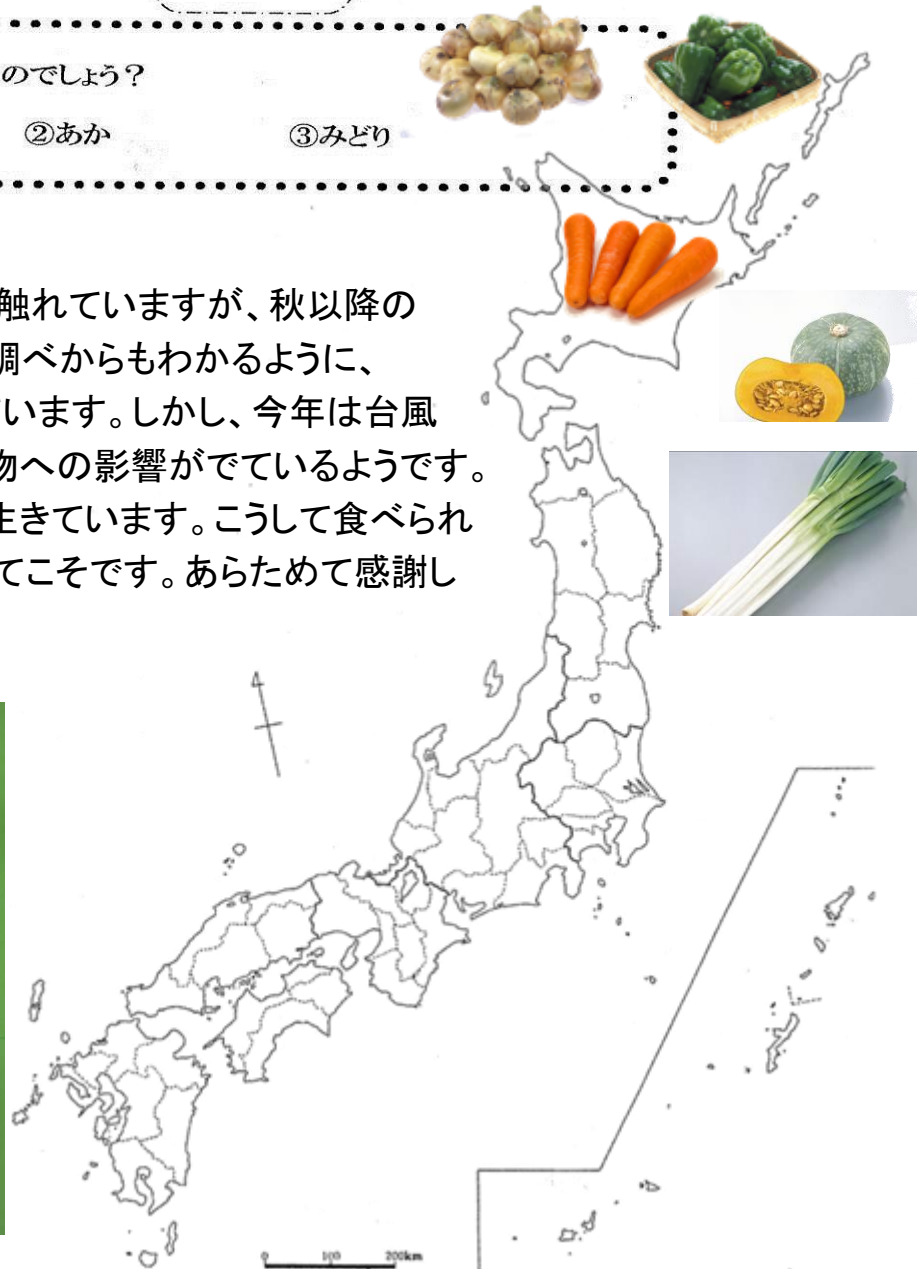 のでしょう？
②あか ③みどり
触れていますが、秋以降の
調べからもわかるように、
います。しかし、今年は台風
物への影響がでているようです。
生きています。こうして食べられ
てこそです。あらためて感謝し
0 100 200km